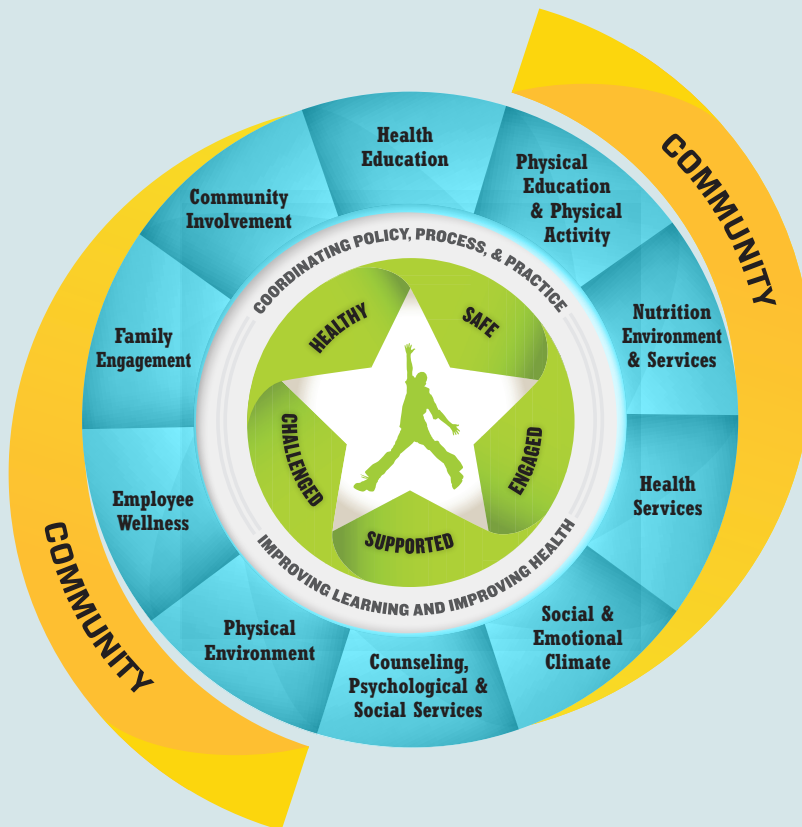 COMMUNITY
Health
Education
Physical
Education
& Physical
Activity
Nutrition
Environment
& Services
Health
Services
Social &
Emotional
Climate
Counseling,
Psychological &
Social Services
Physical
Environment
Employee
Wellness
Family
Engagement
Community
Involvement
COORDINATING POLICY, PROCESS, & PRACTICE
IMPROVING LEARNING AND IMPROVING HEALTH
HEALTHY
SAFE
ENGAGED
SUPPORTED
CHALLENGED
COMMUNITY